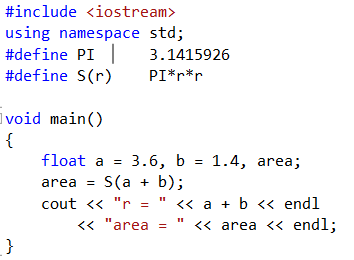 #include <iostream>
using namespace std;
#define PI 3.1415926
#define S(r) PI*r*r
void main()
{
float a = 3.6, b = 1.4, area;
area = S(a + b);
cout << "r = " << a + b << endl
<< "area = " << area << endl;
}